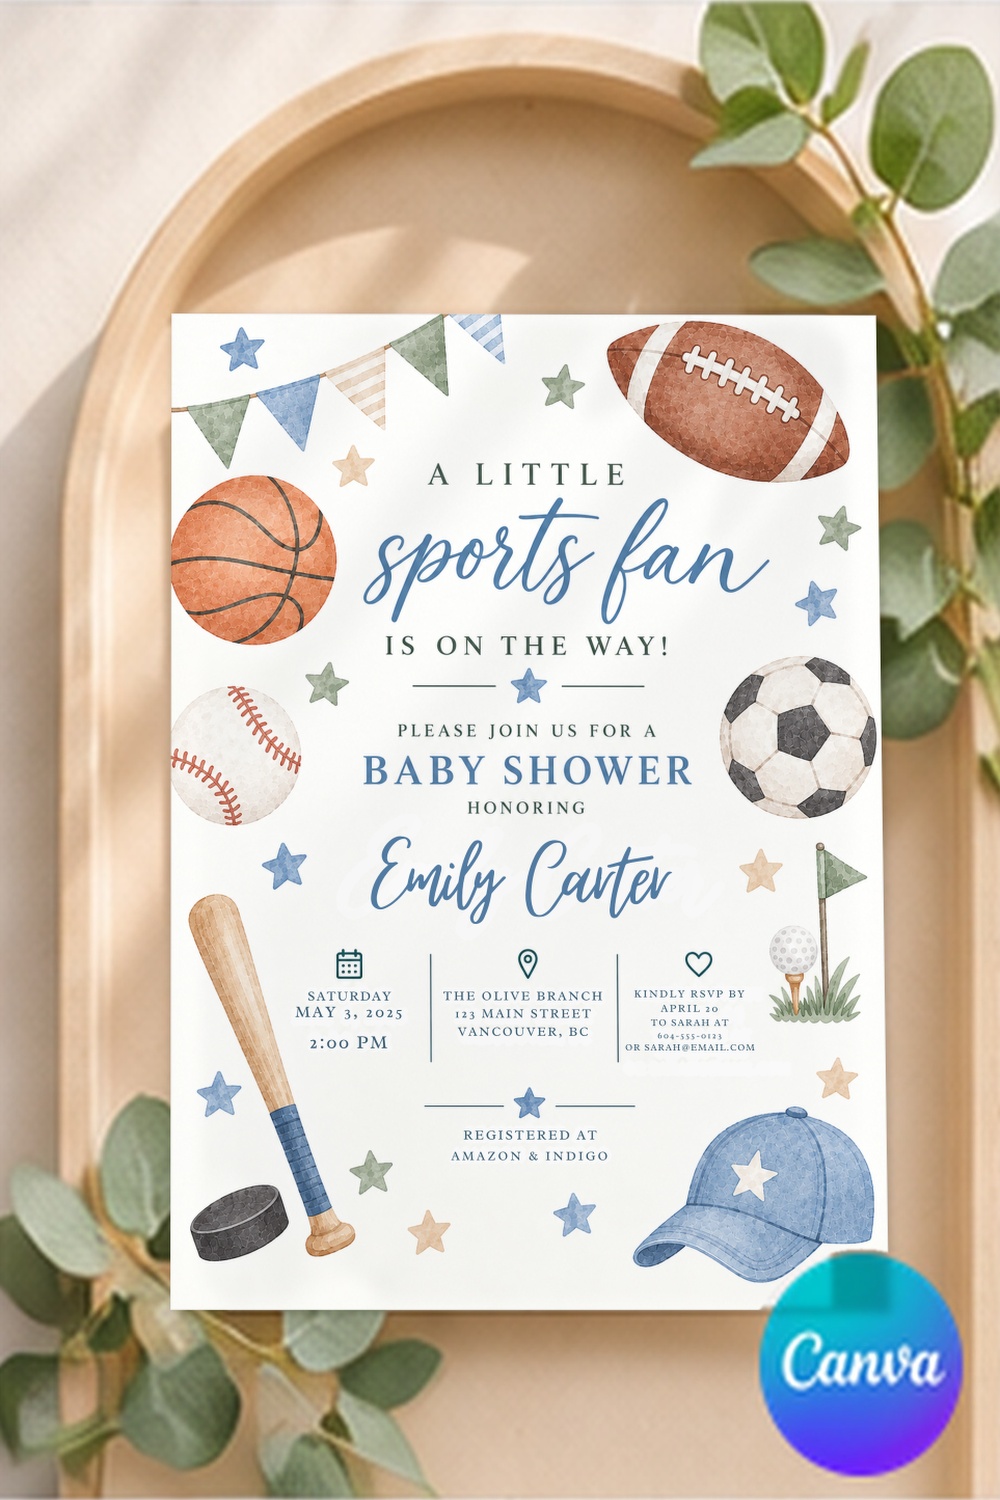 A LITTLE
sports fan
IS ON THE WAY!
PLEASE JOIN US FOR A
BABY SHOWER
HONORING
Emily Carter
SATURDAY
MAY 3, 2025
2:00 PM
THE OLIVE BRANCH
123 MAIN STREET
VANCOUVER, BC
KINDLY RSVP BY
APRIL 20
TO SARAH AT
604-555-0123
OR SARAH@EMAIL.COM
REGISTERED AT
AMAZON & INDIGO
Canva